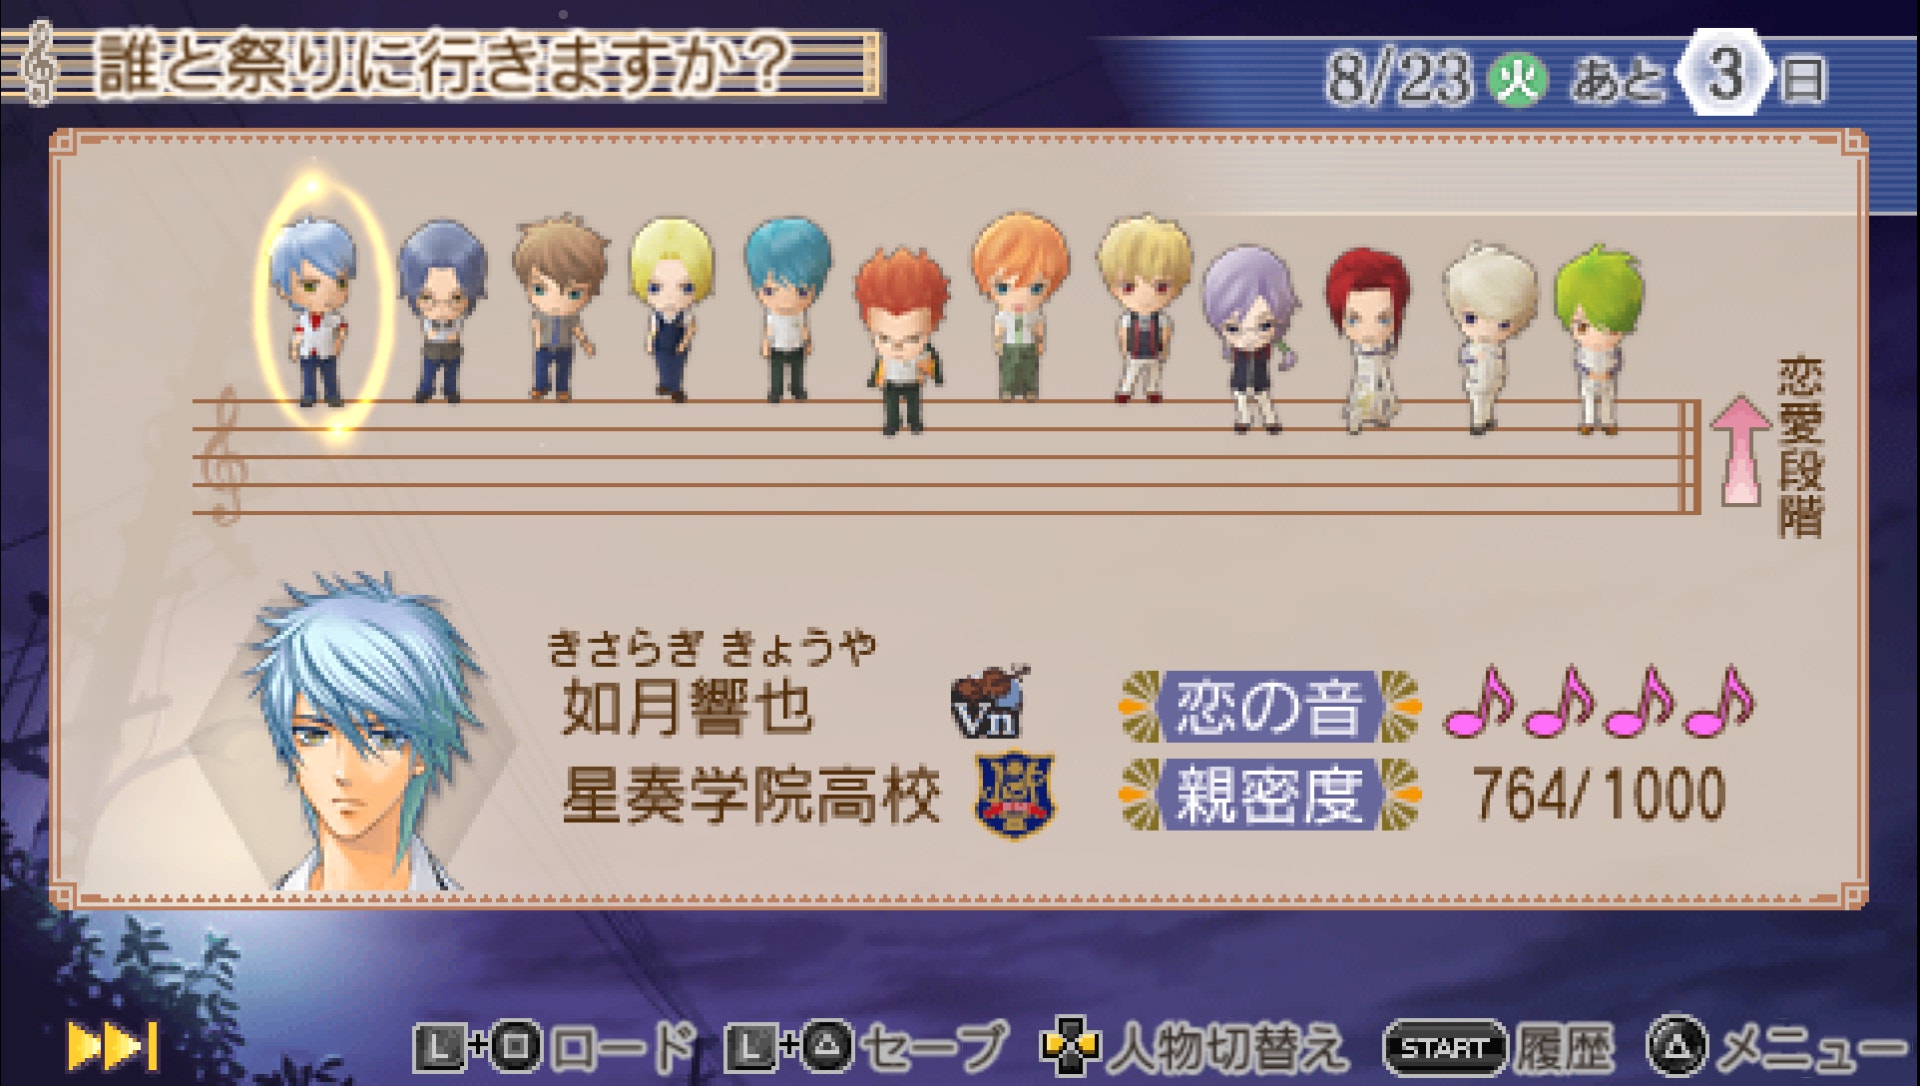 誰と祭りに行きますか？
8/23 火 あと 3 日
恋愛段階
きさらぎ きょうや
如月響也
Vn
星奏学院高校
恋の音
親密度 764/1000
L+ ロード L+ セーブ 人物切替え START 履歴 メニュー